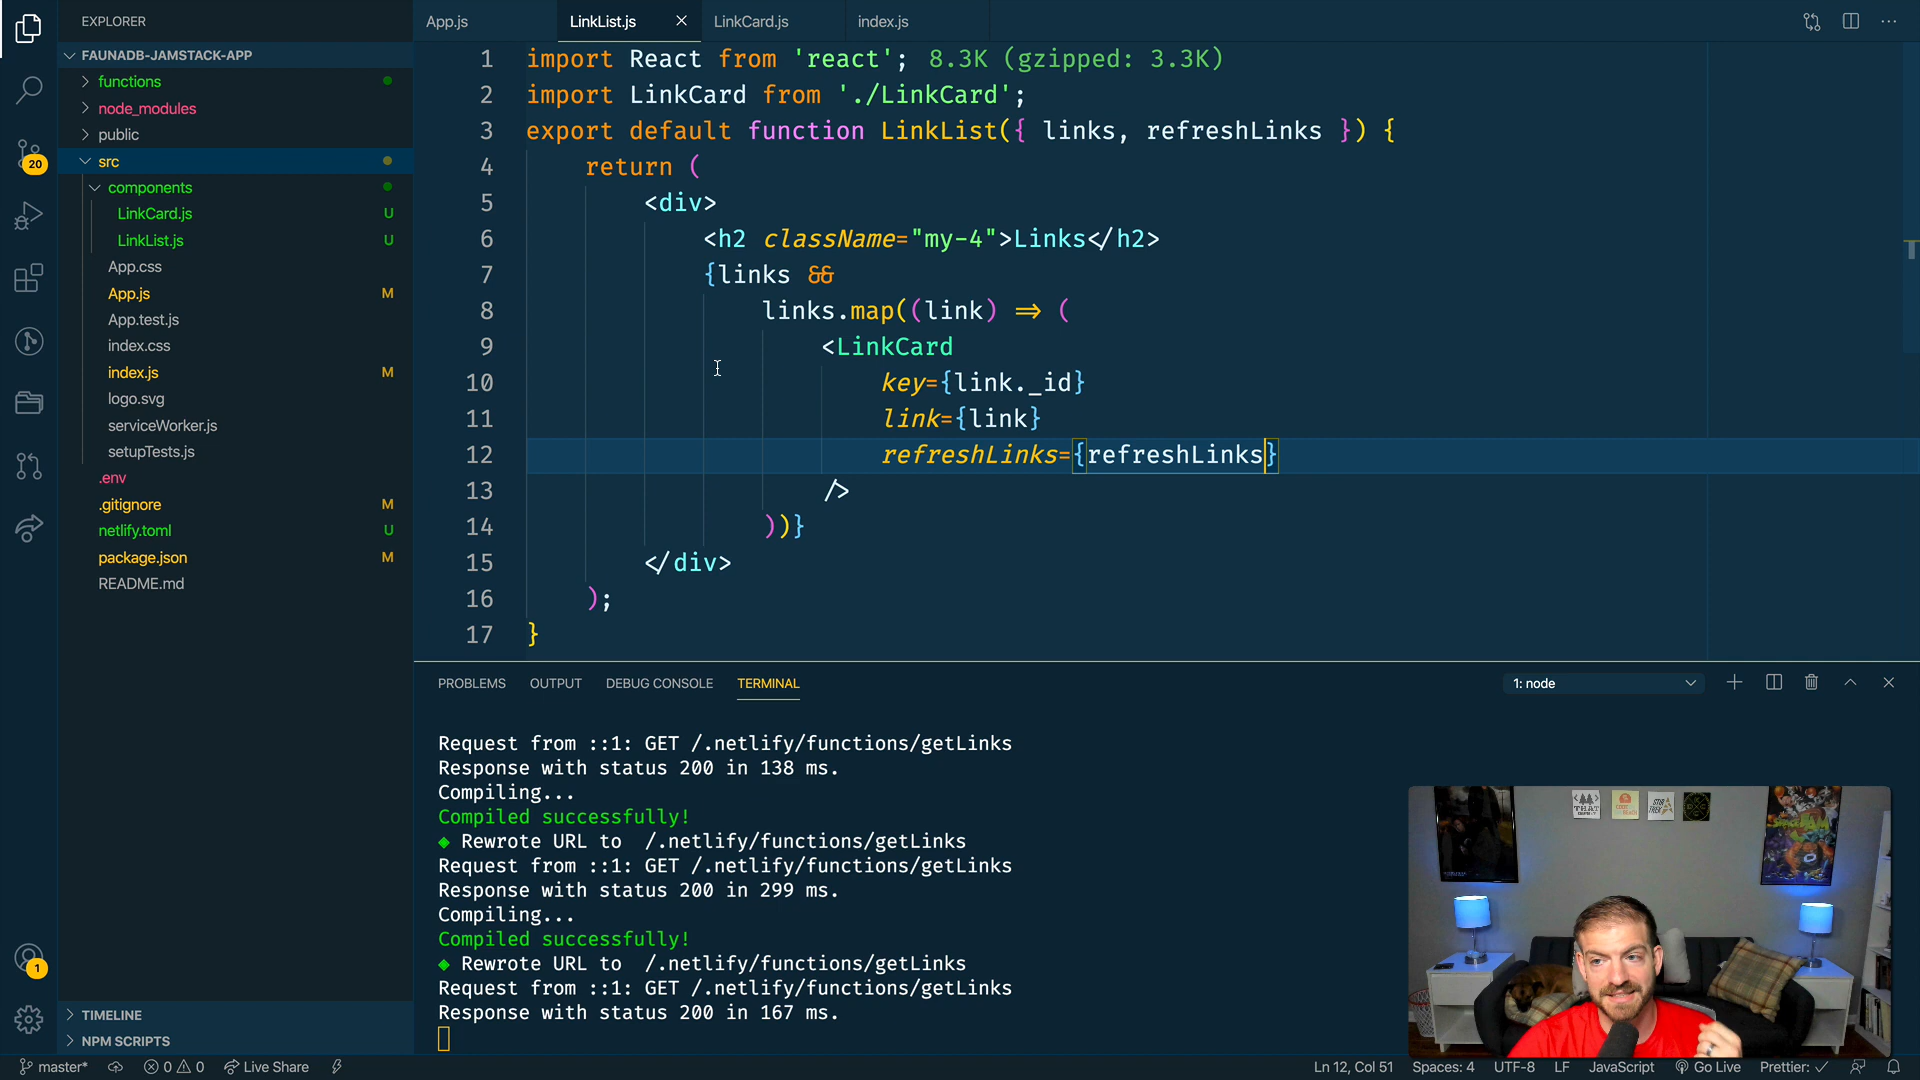 EXPLORER
FAUNADB-JAMSTACK-APP
functions
node_modules
public
src
components
LinkCard.js U
LinkList.js U
App.css
App.js M
App.test.js
index.css
index.js M
logo.svg
serviceWorker.js
setupTests.js
.env
.gitignore M
netlify.toml U
package.json M
README.md
TIMELINE
NPM SCRIPTS
20
1
App.js
LinkList.js
LinkCard.js
index.js
1 import React from 'react'; 8.3K (gzipped: 3.3K)
2 import LinkCard from './LinkCard';
3 export default function LinkList({ links, refreshLinks }) {
4 return (
5 <div>
6 <h2 className="my-4">Links</h2>
7 {links &&
8 links.map((link) => (
9 <LinkCard
10 key={link._id}
11 link={link}
12 refreshLinks={refreshLinks}
13 />
14 ))}
15 </div>
16 );
17 }
PROBLEMS OUTPUT DEBUG CONSOLE TERMINAL
1: node
Request from ::1: GET /.netlify/functions/getLinks
Response with status 200 in 138 ms.
Compiling...
Compiled successfully!
◆ Rewrote URL to /.netlify/functions/getLinks
Request from ::1: GET /.netlify/functions/getLinks
Response with status 200 in 299 ms.
Compiling...
Compiled successfully!
◆ Rewrote URL to /.netlify/functions/getLinks
Request from ::1: GET /.netlify/functions/getLinks
Response with status 200 in 167 ms.
master* 0 0 Live Share
Ln 12, Col 51 Spaces: 4 UTF-8 LF JavaScript Go Live Prettier: ✓